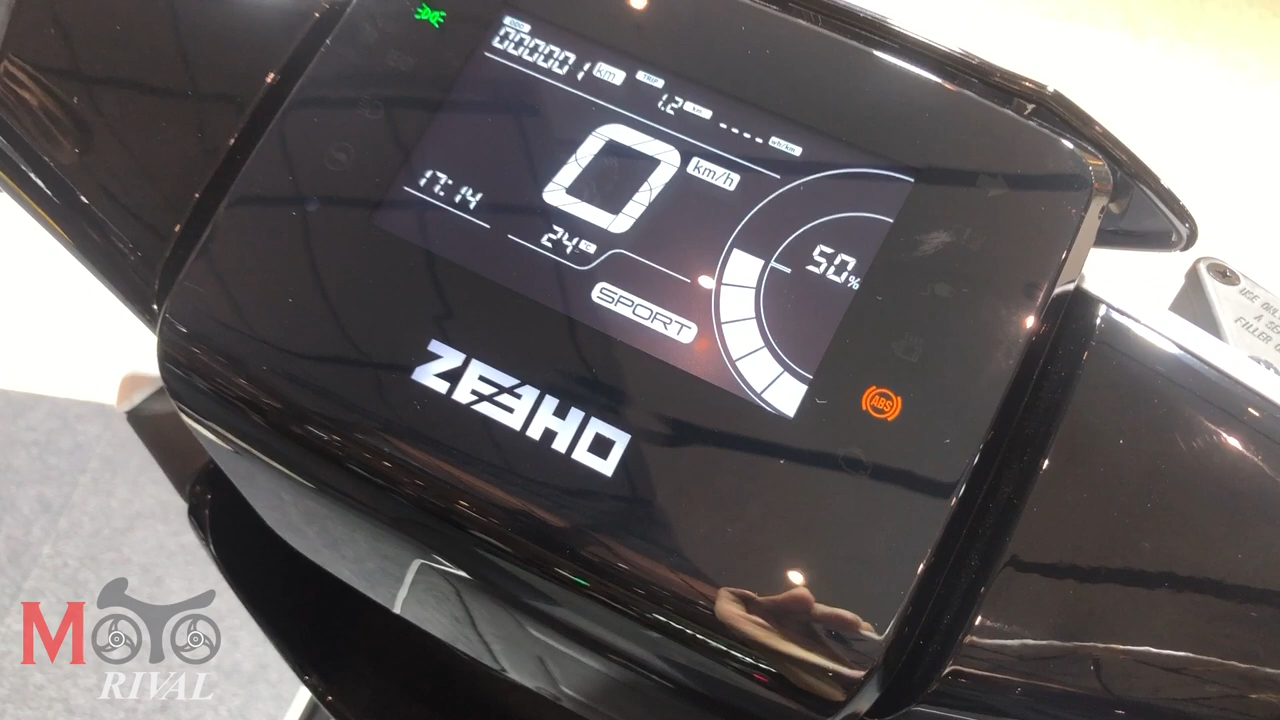 ODO
000001 km
TRIP
1.2 km
---- wh/km
0 km/h
17:14
24 °C
50%
SPORT
ZEEHO
ABS
MOTO
RIVAL